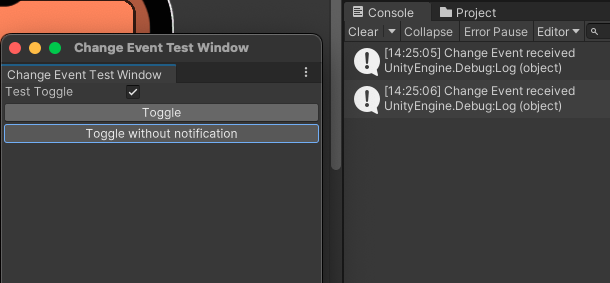 Change Event Test Window
Change Event Test Window
Test Toggle
Toggle
Toggle without notification
Console
Project
Clear
Collapse
Error Pause
Editor
[14:25:05] Change Event received
UnityEngine.Debug:Log (object)
[14:25:06] Change Event received
UnityEngine.Debug:Log (object)